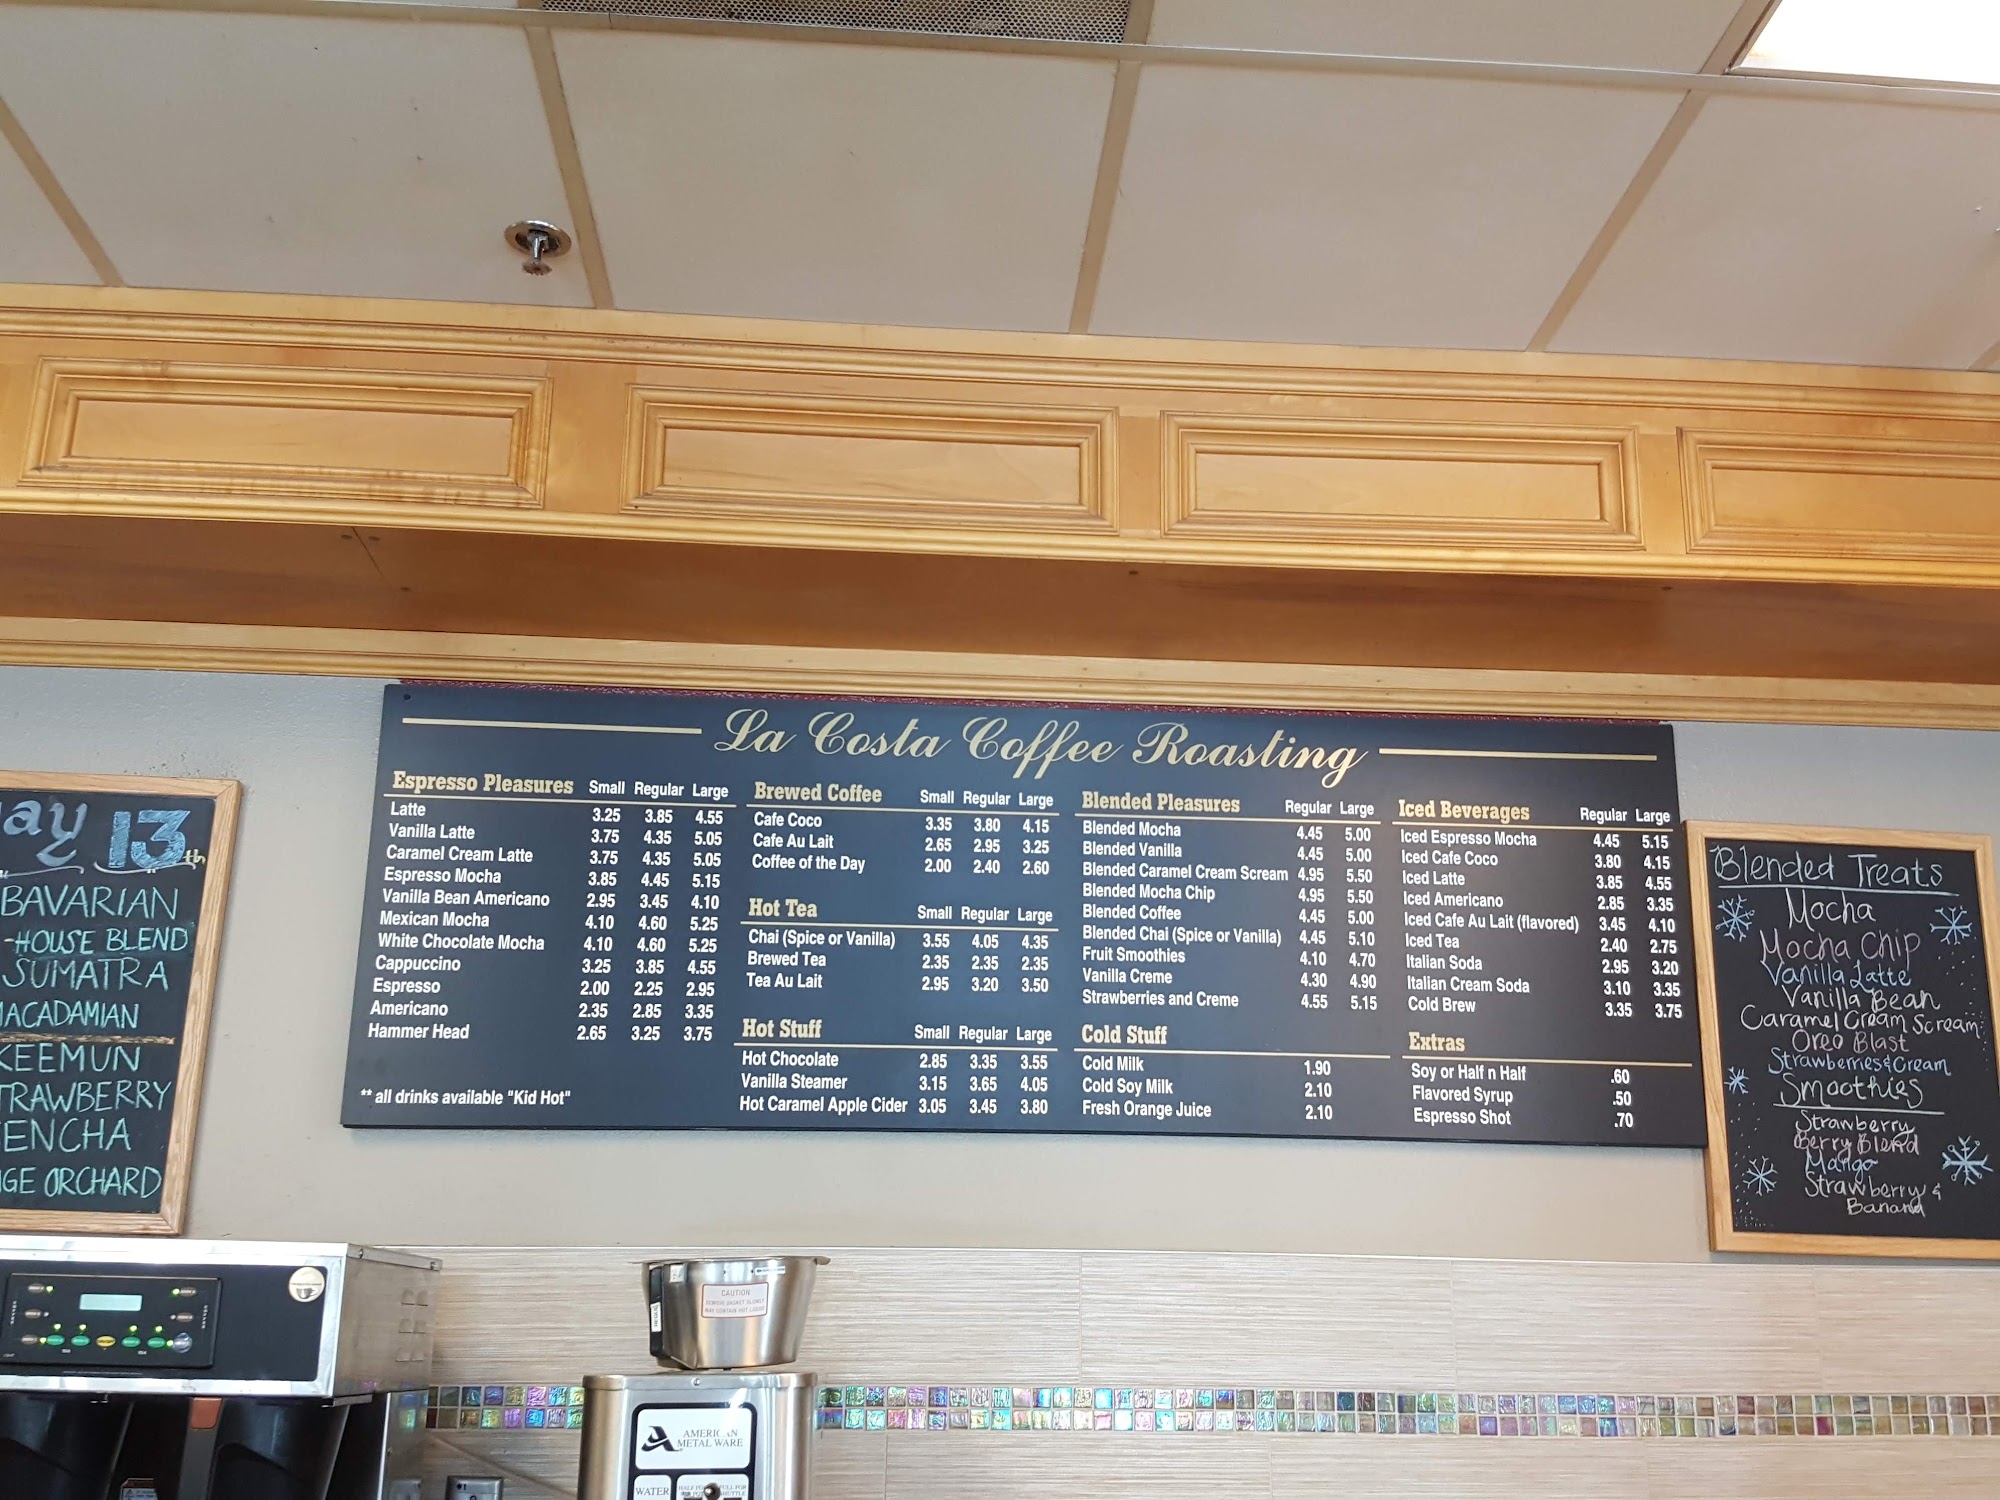 La Costa Coffee Roasting
Espresso Pleasures Small Regular Large
Latte 3.25 3.85 4.55
Vanilla Latte 3.75 4.35 5.05
Caramel Cream Latte 3.75 4.35 5.05
Espresso Mocha 3.85 4.45 5.15
Vanilla Bean Americano 2.95 3.45 4.10
Mexican Mocha 4.10 4.60 5.25
White Chocolate Mocha 4.10 4.60 5.25
Cappuccino 3.25 3.85 4.55
Espresso 2.00 2.25 2.95
Americano 2.35 2.85 3.35
Hammer Head 2.65 3.25 3.75
** all drinks available "Kid Hot"
Brewed Coffee Small Regular Large
Cafe Coco 3.35 3.80 4.15
Cafe Au Lait 2.65 2.95 3.25
Coffee of the Day 2.00 2.40 2.60
Hot Tea Small Regular Large
Chai (Spice or Vanilla) 3.55 4.05 4.35
Brewed Tea 2.35 2.35 2.35
Tea Au Lait 2.95 3.20 3.50
Hot Stuff Small Regular Large
Hot Chocolate 2.85 3.35 3.55
Vanilla Steamer 3.15 3.65 4.05
Hot Caramel Apple Cider 3.05 3.45 3.80
Blended Pleasures Regular Large
Blended Mocha 4.45 5.00
Blended Vanilla 4.45 5.00
Blended Caramel Cream Scream 4.95 5.50
Blended Mocha Chip 4.95 5.50
Blended Coffee 4.45 5.00
Blended Chai (Spice or Vanilla) 4.45 5.10
Fruit Smoothies 4.10 4.70
Vanilla Creme 4.30 4.90
Strawberries and Creme 4.55 5.15
Cold Stuff
Cold Milk 1.90
Cold Soy Milk 2.10
Fresh Orange Juice 2.10
Iced Beverages Regular Large
Iced Espresso Mocha 4.45 5.15
Iced Cafe Coco 3.80 4.15
Iced Latte 3.85 4.55
Iced Americano 2.85 3.35
Iced Cafe Au Lait (flavored) 3.45 4.10
Iced Tea 2.40 2.75
Italian Soda 2.95 3.20
Italian Cream Soda 3.10 3.35
Cold Brew 3.35 3.75
Extras
Soy or Half n Half .60
Flavored Syrup .50
Espresso Shot .70
ay 13th
BAVARIAN
-HOUSE BLEND
SUMATRA
MACADAMIAN
KEEMUN
TRAWBERRY
ENCHA
GE ORCHARD
Blended Treats
Mocha
Mocha Chip
Vanilla Latte
Vanilla Bean
Caramel Cream Scream
Oreo Blast
Strawberries & Cream
Smoothies
Strawberry
Berry Blend
Mango
Strawberry &
Banana
CAUTION
REMOVE BASKET SLOWLY
MAY CONTAIN HOT LIQUID
AMERICAN
METAL WARE
WATER